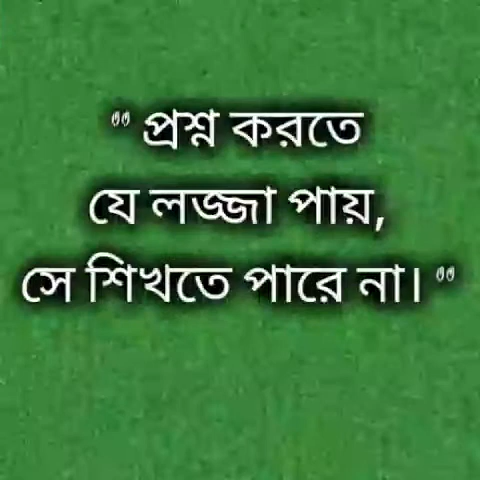 " প্রশ্ন করতে
যে লজ্জা পায়,
সে শিখতে পারে না। "